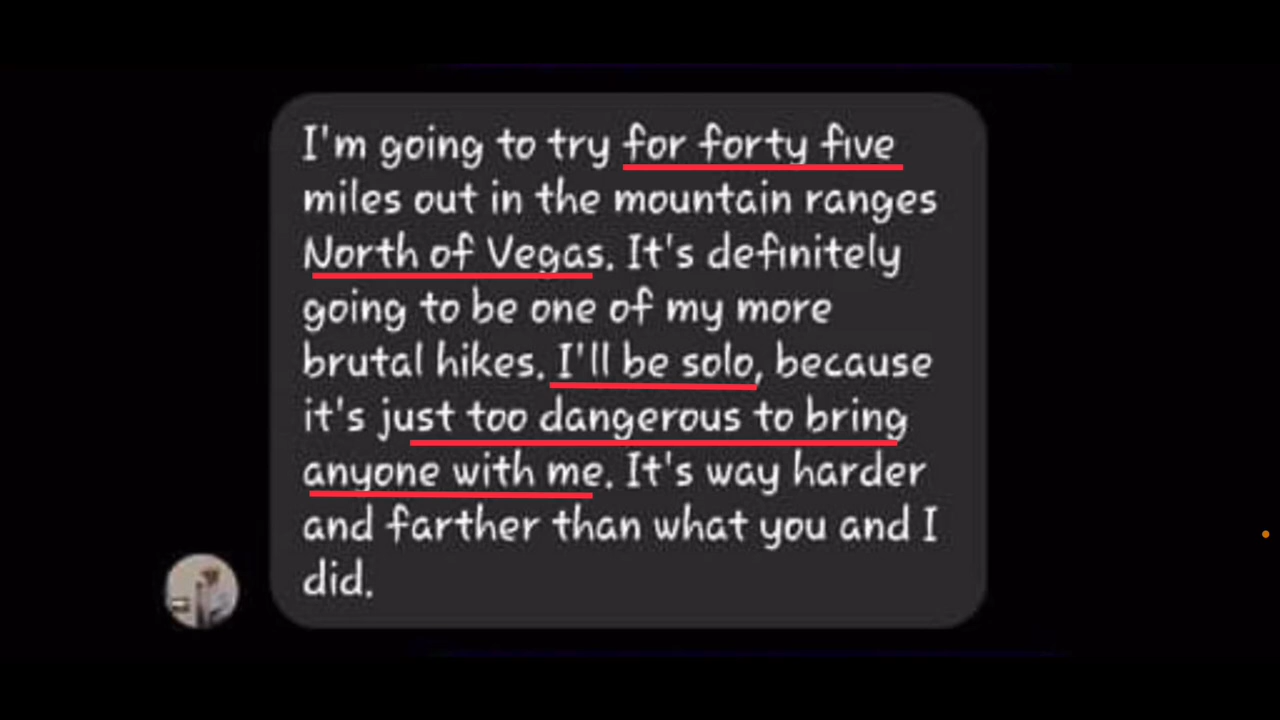 I'm going to try for forty five
miles out in the mountain ranges
North of Vegas. It's definitely
going to be one of my more
brutal hikes. I'll be solo, because
it's just too dangerous to bring
anyone with me. It's way harder
and farther than what you and I
did.